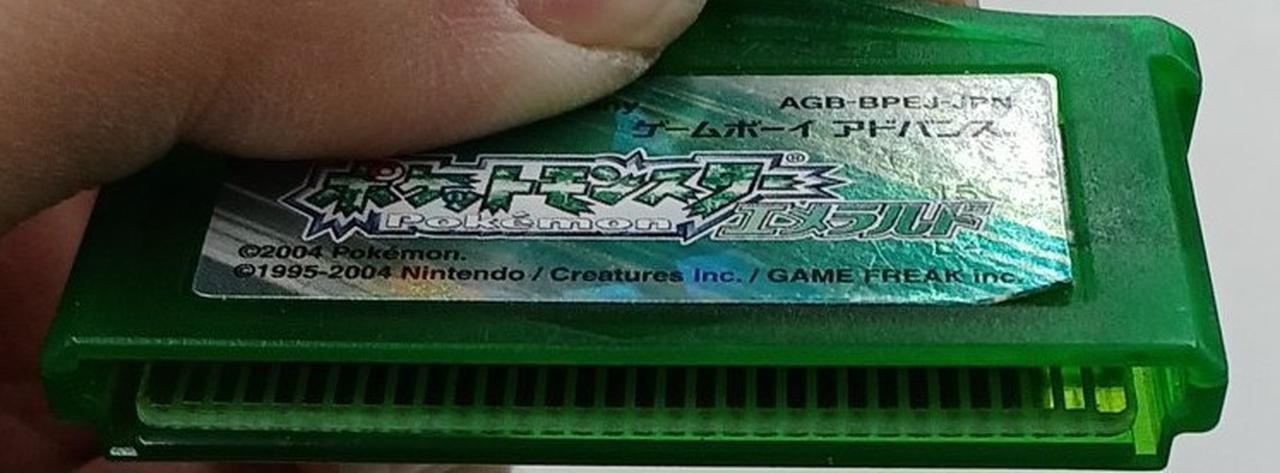 AGB-BPEJ-JPN
ゲームボーイ アドバンス
ポケットモンスター®
Pokémon エメラルド
©2004 Pokémon.
©1995-2004 Nintendo / Creatures Inc. / GAME FREAK inc.